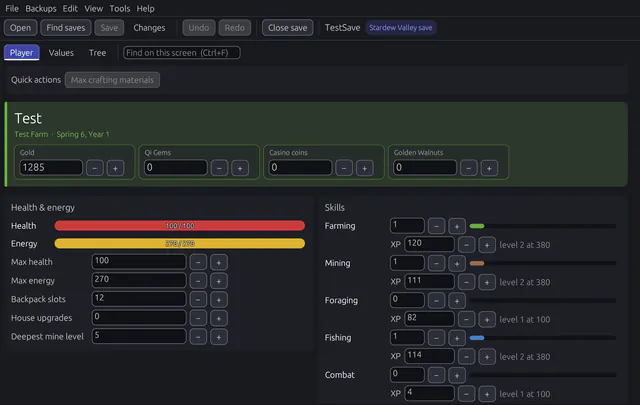 File Backups Edit View Tools Help
Open Find saves Save Changes Undo Redo Close save TestSave Stardew Valley save
Player Values Tree Find on this screen (Ctrl+F)
Quick actions Max crafting materials
Test
Test Farm · Spring 6, Year 1
Gold Qi Gems Casino coins Golden Walnuts
1285 − + 0 − + 0 − + 0 − +
Health & energy
Health 100 / 100
Energy 270 / 270
Max health 100 − +
Max energy 270 − +
Backpack slots 12 − +
House upgrades 0 − +
Deepest mine level 5 − +
Skills
Farming 1 − +
XP 120 − + level 2 at 380
Mining 1 − +
XP 111 − + level 2 at 380
Foraging 0 − +
XP 82 − + level 1 at 100
Fishing 1 − +
XP 114 − + level 2 at 380
Combat 0 − +
XP 4 − + level 1 at 100